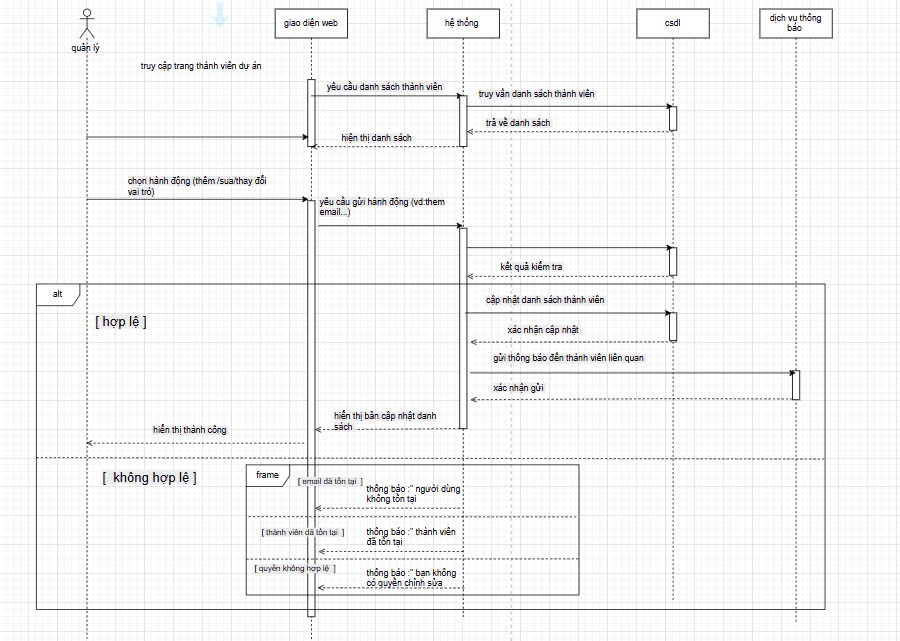 giao diện web
hệ thống
csdl
dịch vụ thông
báo
quản lý
truy cập trang thành viên dự án
yêu cầu danh sách thành viên
truy vấn danh sách thành viên
trả về danh sách
hiện thị danh sách
chọn hành động (thêm /sua/thay đổi
vai trò)
yêu cầu gửi hành động (vd:them
email...)
kết quả kiểm tra
alt
cập nhật danh sách thành viên
[ hợp lệ ]
xác nhận cập nhật
gửi thông báo đến thành viên liên quan
xác nhận gửi
hiển thị bản cập nhật danh
sách
hiển thị thành công
[ không hợp lệ ]
frame
[ email đã tồn tại ]
thông báo :" người dùng
không tồn tại
[ thành viên đã tồn tại ]
thông báo :" thành viên
đã tồn tại
[ quyền không hợp lệ ]
thông báo :" bạn không
có quyền chỉnh sửa